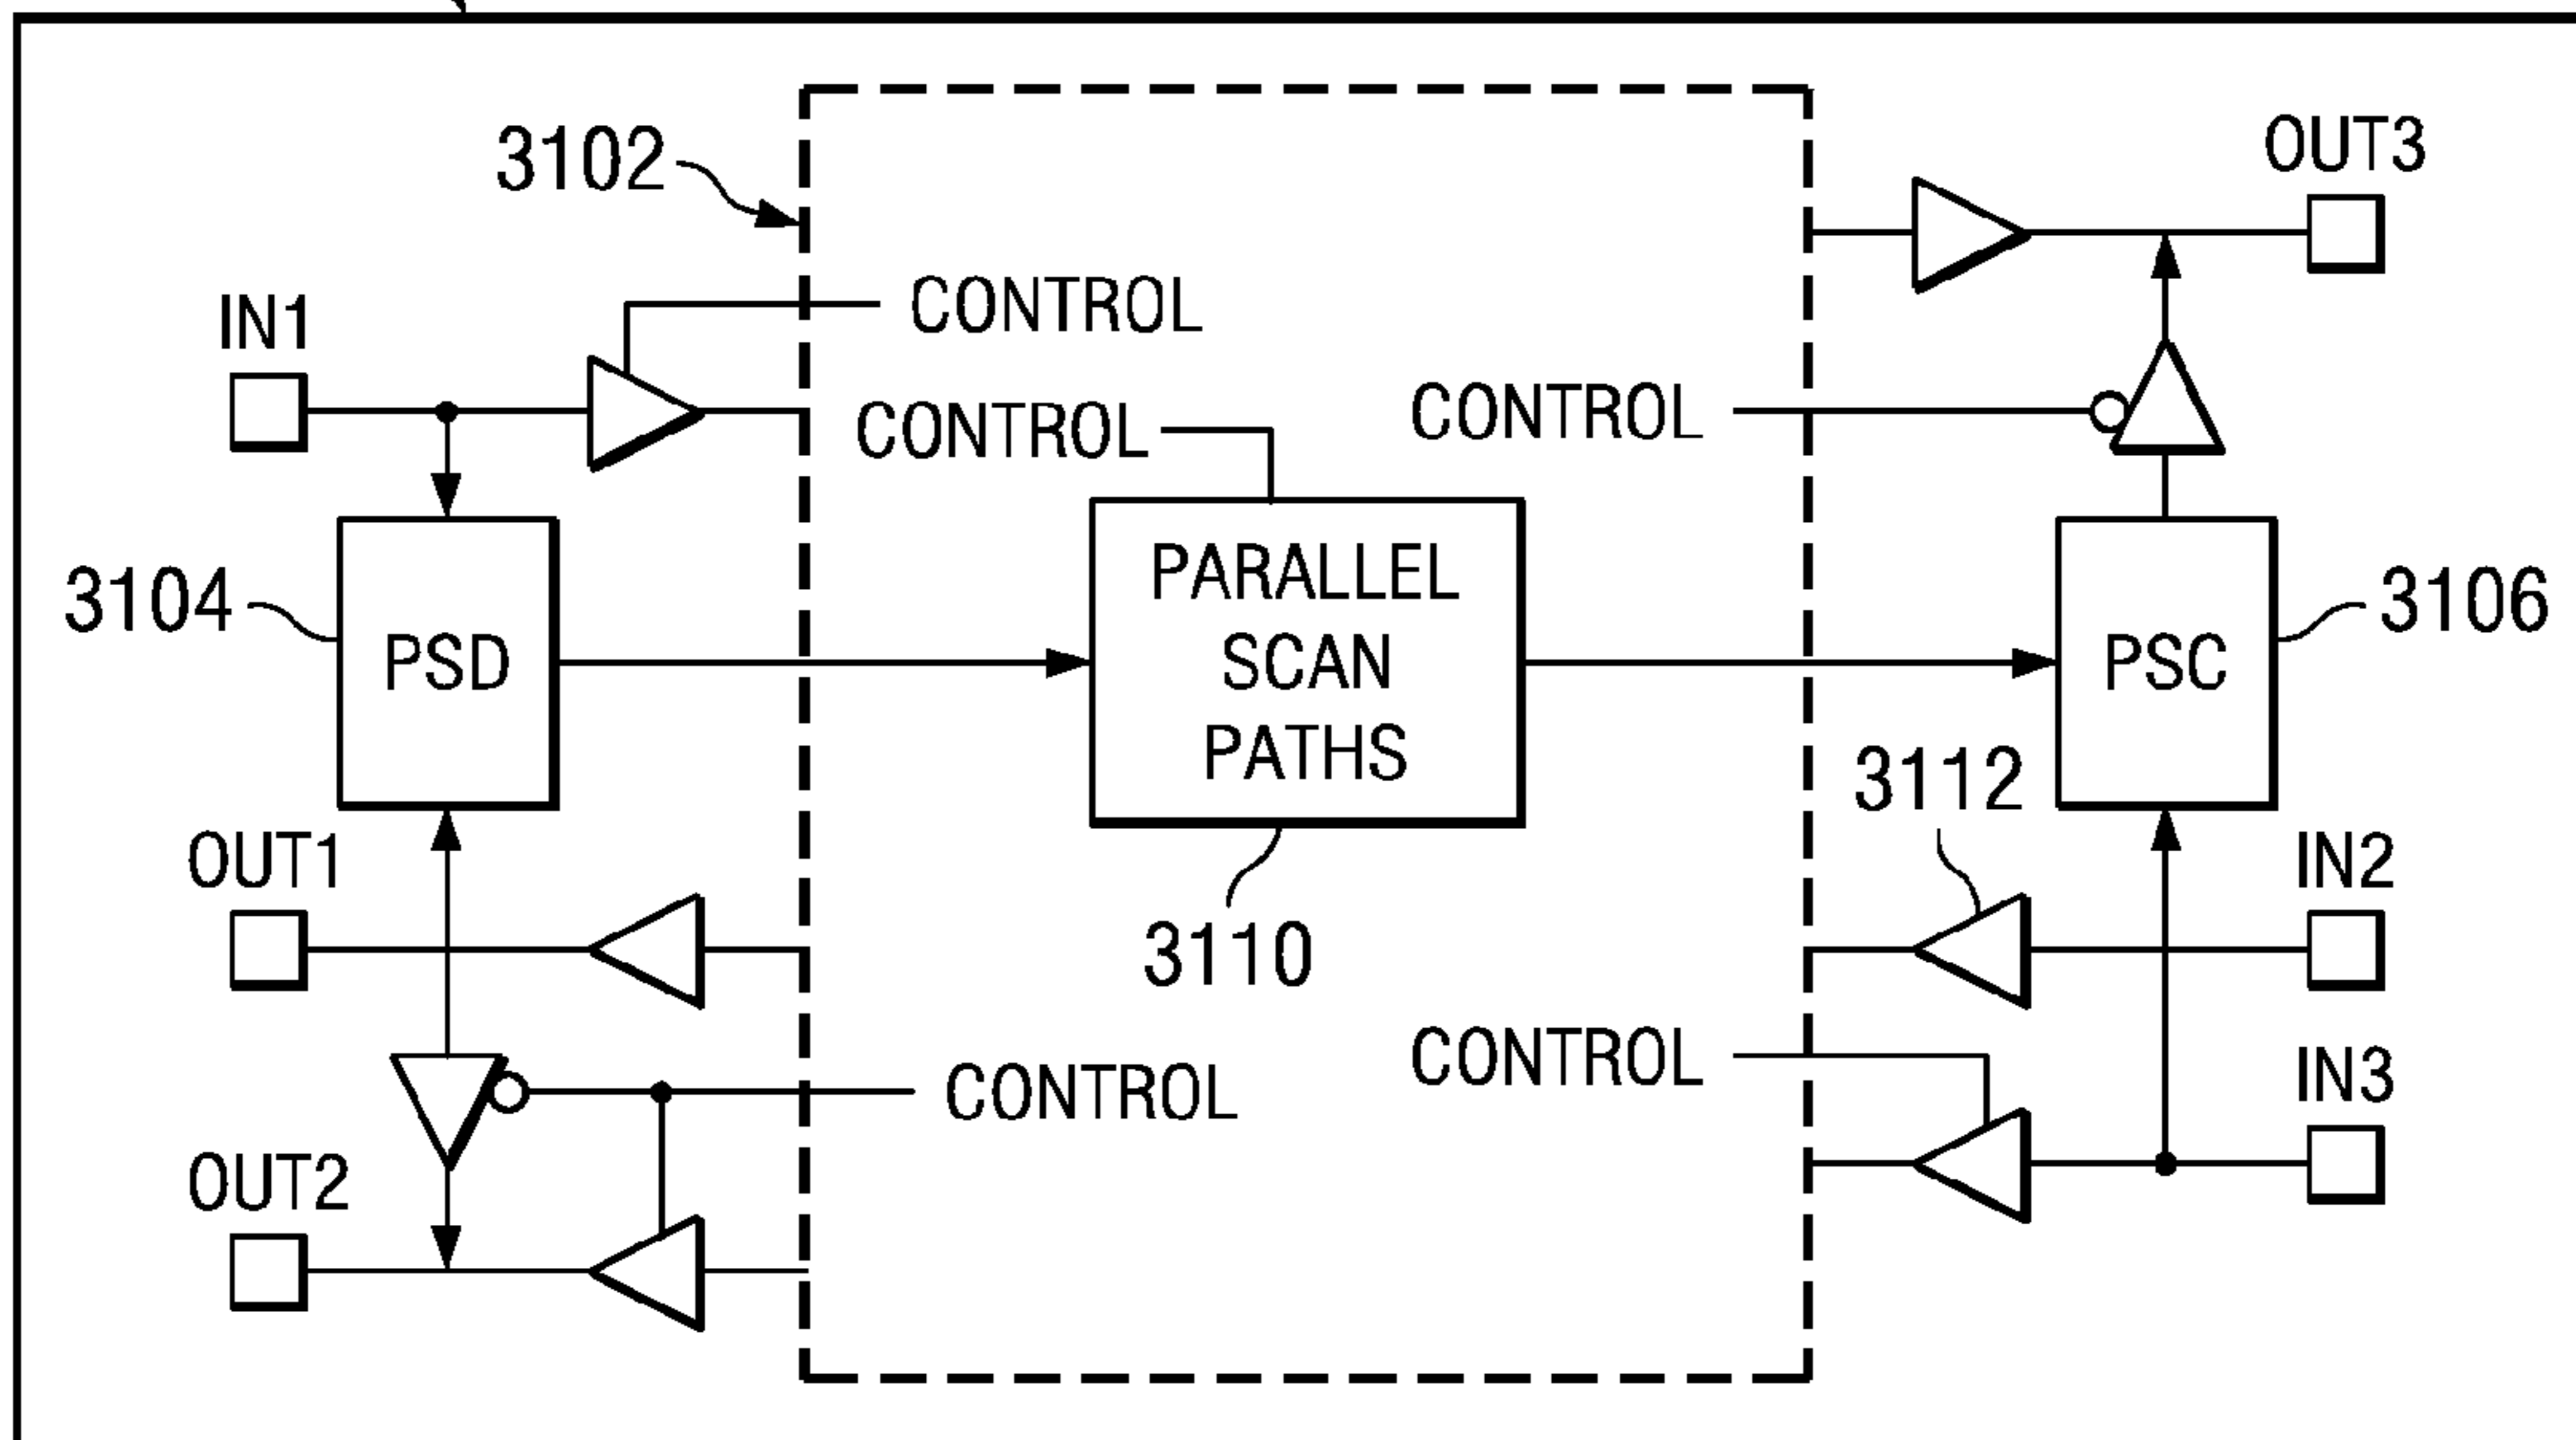 OUT3
3102
CONTROL
IN1
CONTROL
CONTROL
PARALLEL
SCAN
PATHS
3104
PSD
PSC
3106
3112
OUT1
IN2
3110
CONTROL
IN3
CONTROL
OUT2